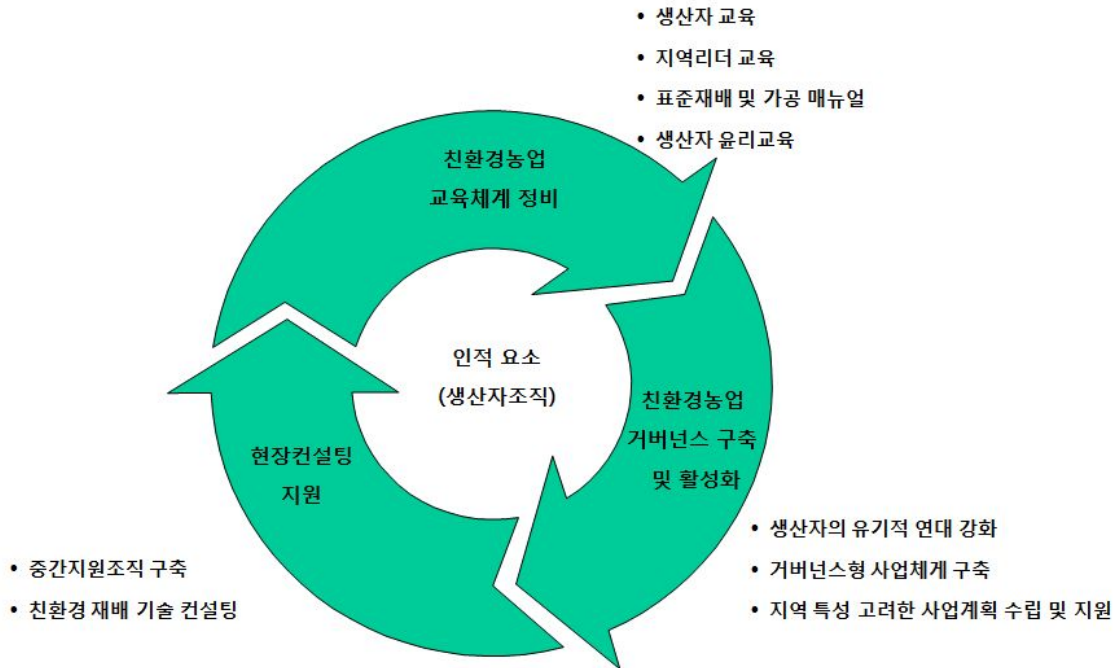 • 생산자 교육
• 지역리더 교육
• 표준재배 및 가공 매뉴얼
• 생산자 윤리교육
친환경농업
교육체계 정비
인적 요소
(생산자조직)
친환경농업
거버넌스 구축
및 활성화
현장컨설팅
지원
• 생산자의 유기적 연대 강화
• 거버넌스형 사업체게 구축
• 지역 특성 고려한 사업계획 수립 및 지원
• 중간지원조직 구축
• 친환경 재배 기술 컨설팅